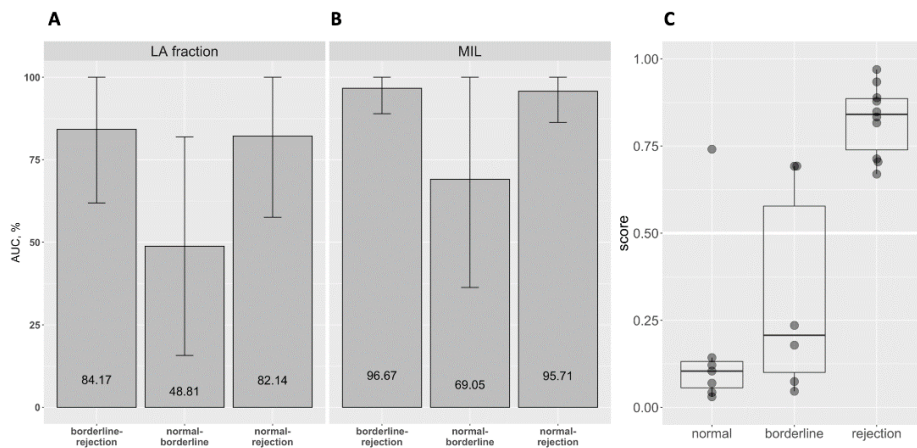 A
B
C
LA fraction
MIL
AUC, %
100
75
50
25
0
84.17
48.81
82.14
96.67
69.05
95.71
borderline-
rejection
normal-
borderline
normal-
rejection
borderline-
rejection
normal-
borderline
normal-
rejection
score
1.00
0.75
0.50
0.25
0.00
normal
borderline
rejection